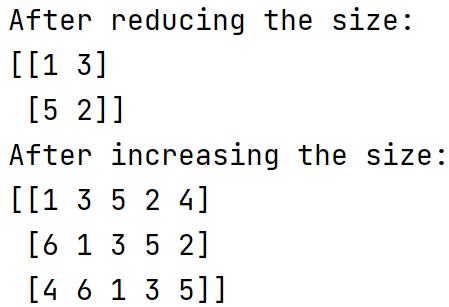 After reducing the size:
[[1 3]
 [5 2]]
After increasing the size:
[[1 3 5 2 4]
 [6 1 3 5 2]
 [4 6 1 3 5]]